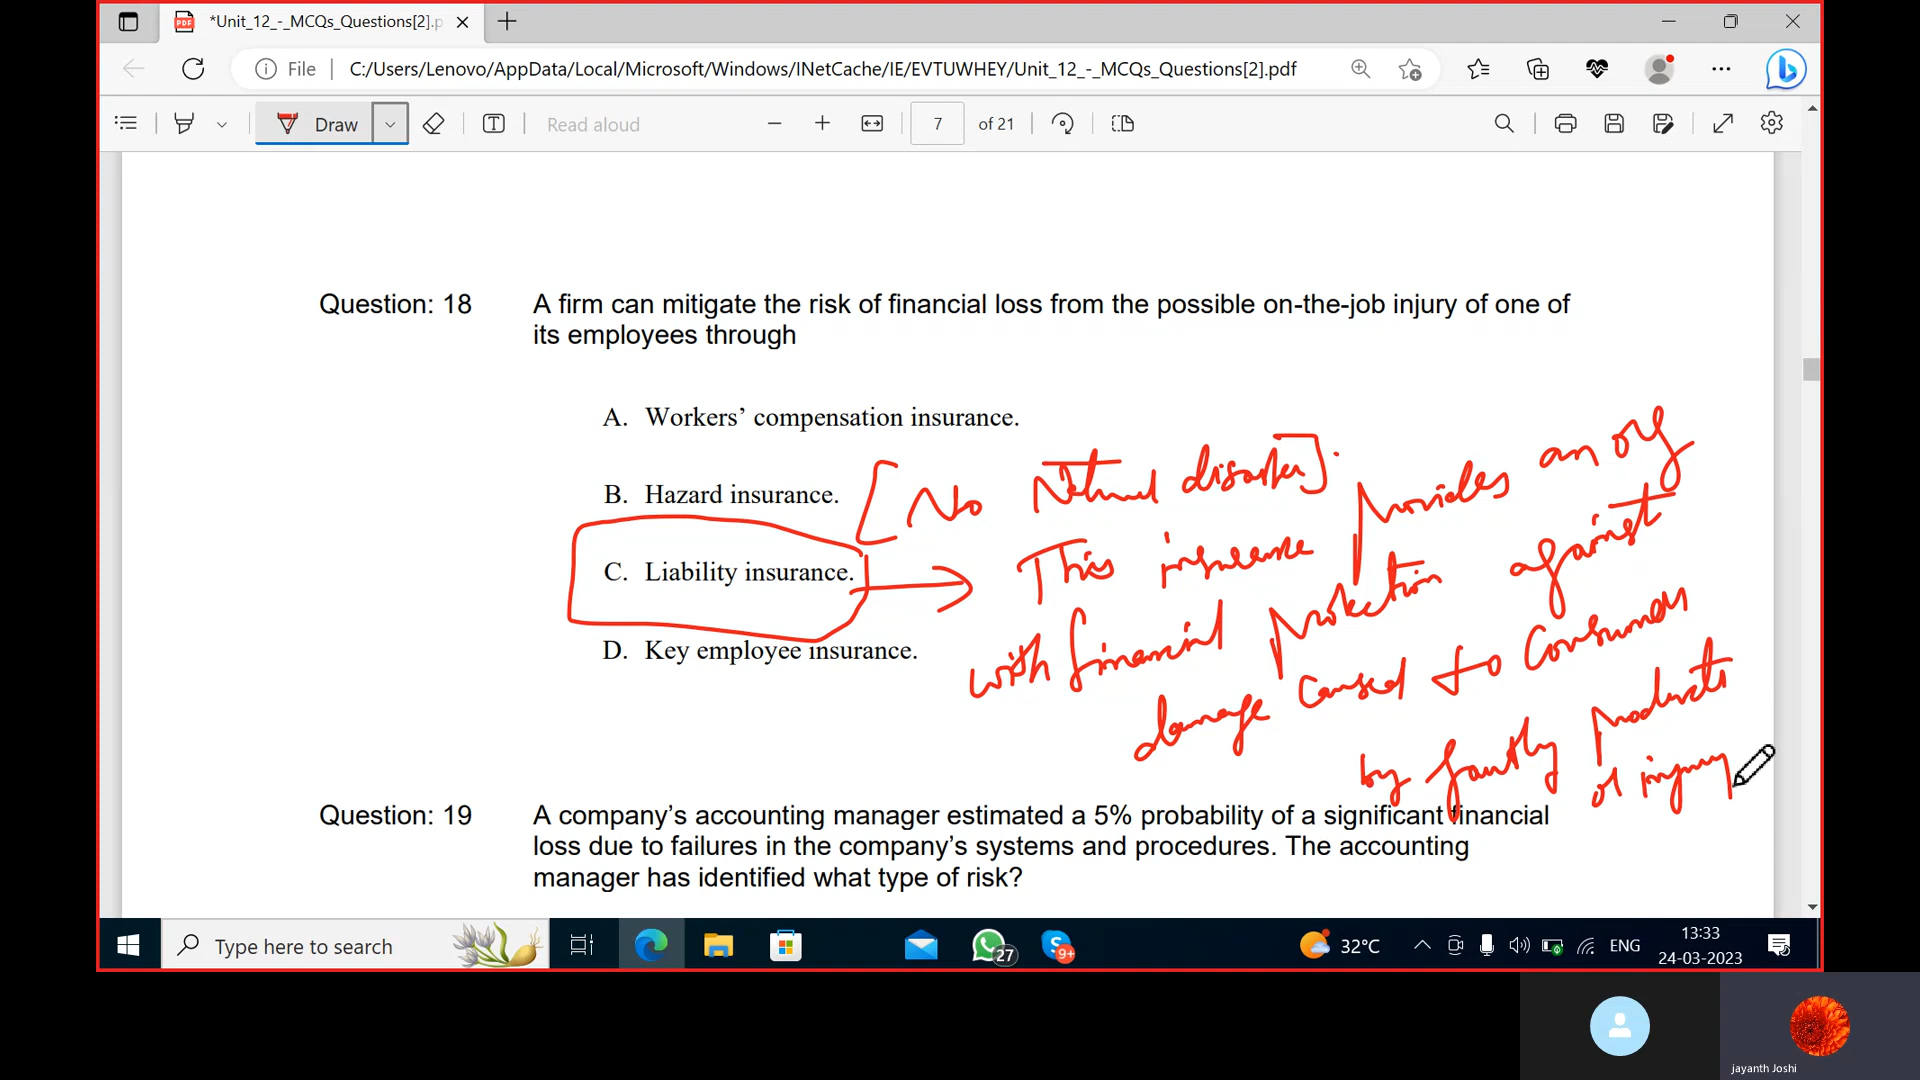 *Unit_12_-_MCQs_Questions[2].p
File
C:/Users/Lenovo/AppData/Local/Microsoft/Windows/INetCache/IE/EVTUWHEY/Unit_12_-_MCQs_Questions[2].pdf
Draw
Read aloud
7 of 21
Question: 18 A firm can mitigate the risk of financial loss from the possible on-the-job injury of one of
its employees through
A. Workers’ compensation insurance.
B. Hazard insurance.
[No Natural disaster].
C. Liability insurance.
D. Key employee insurance.
This insurance Provides an org
with financial Protection against
damage caused to Consumers
by faulty Products
or injury
Question: 19 A company’s accounting manager estimated a 5% probability of a significant financial
loss due to failures in the company’s systems and procedures. The accounting
manager has identified what type of risk?
Type here to search
27
9+
32°C
ENG
13:33
24-03-2023
jayanth Joshi